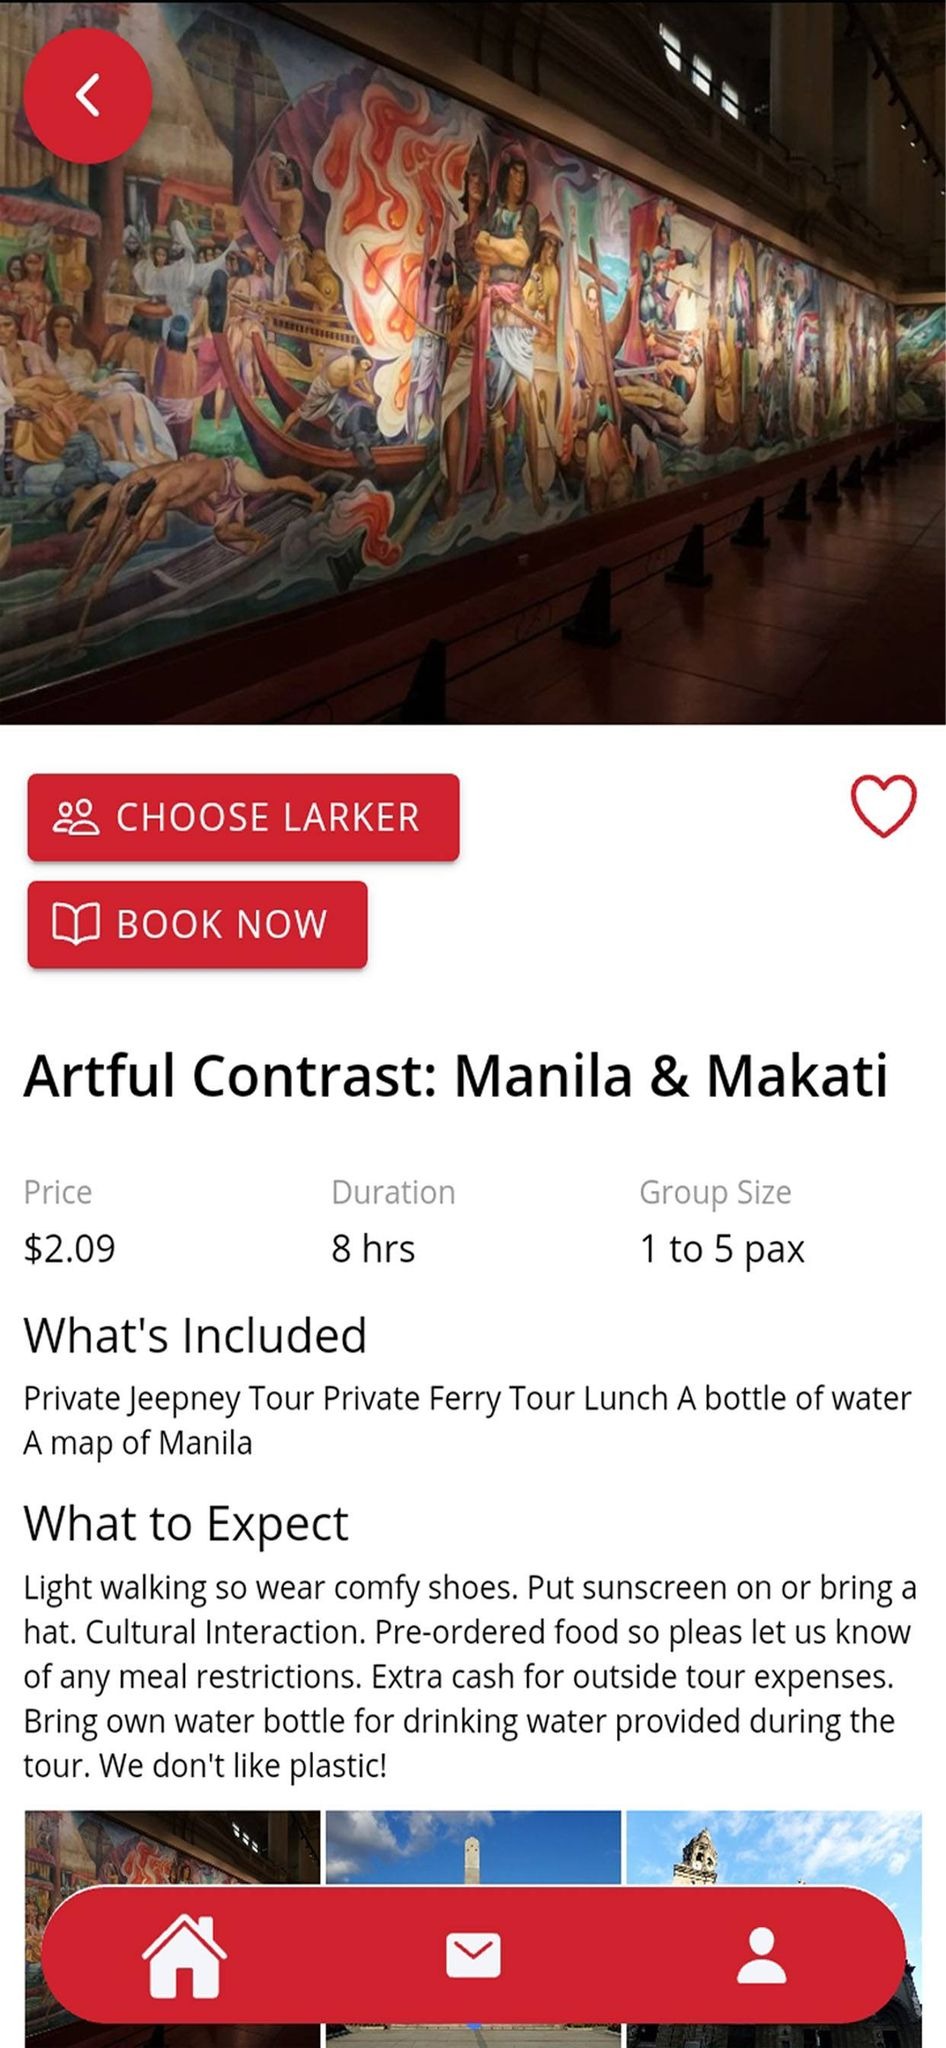 CHOOSE LARKER
BOOK NOW
Artful Contrast: Manila & Makati
Price
Duration
Group Size
$2.09
8 hrs
1 to 5 pax
What's Included
Private Jeepney Tour Private Ferry Tour Lunch A bottle of water
A map of Manila
What to Expect
Light walking so wear comfy shoes. Put sunscreen on or bring a
hat. Cultural Interaction. Pre-ordered food so pleas let us know
of any meal restrictions. Extra cash for outside tour expenses.
Bring own water bottle for drinking water provided during the
tour. We don't like plastic!